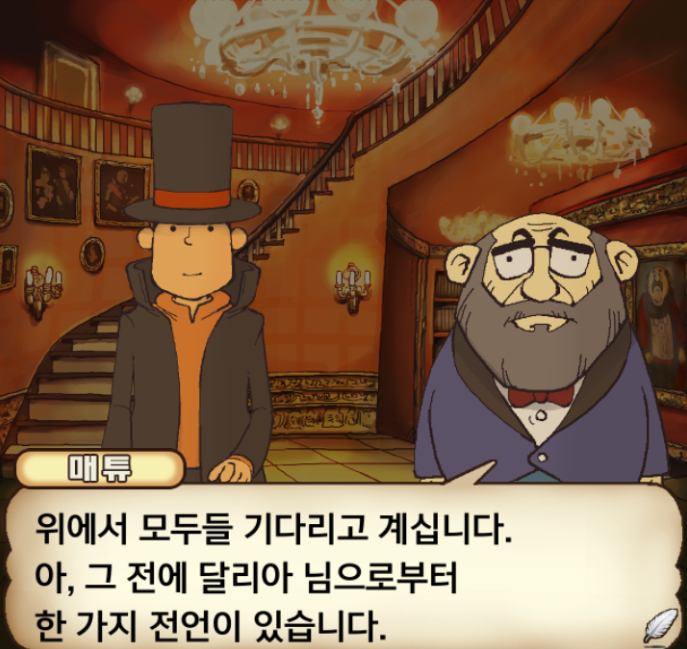 매튜
위에서 모두들 기다리고 계십니다.
아, 그 전에 달리아 님으로부터
한 가지 전언이 있습니다.